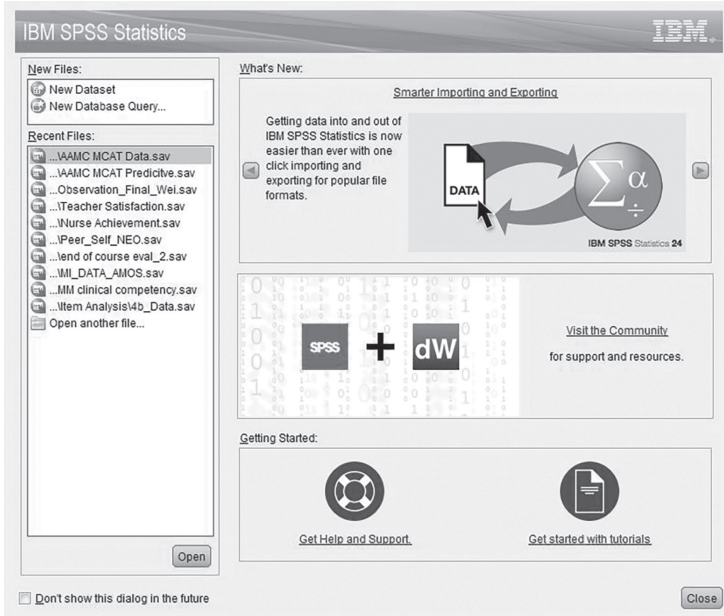 IBM SPSS Statistics
IBM
New Files:
New Dataset
New Database Query...
Recent Files:
...\AAMC MCAT Data.sav
...\AAMC MCAT Predicitve.sav
...Observation_Final_Wei.sav
...\Teacher Satisfaction.sav
...\Nurse Achievement.sav
...\Peer_Self_NEO.sav
...\end of course eval_2.sav
...\MI_DATA_AMOS.sav
...MM clinical competency.sav
...\Item Analysis\4b_Data.sav
Open another file...
Open
What's New:
Smarter Importing and Exporting
Getting data into and out of
IBM SPSS Statistics is now
easier than ever with one
click importing and
exporting for popular file
formats.
DATA
Σ α ÷
IBM SPSS Statistics 24
SPSS + dW
Visit the Community
for support and resources.
Getting Started:
Get Help and Support.
Get started with tutorials
Don't show this dialog in the future
Close